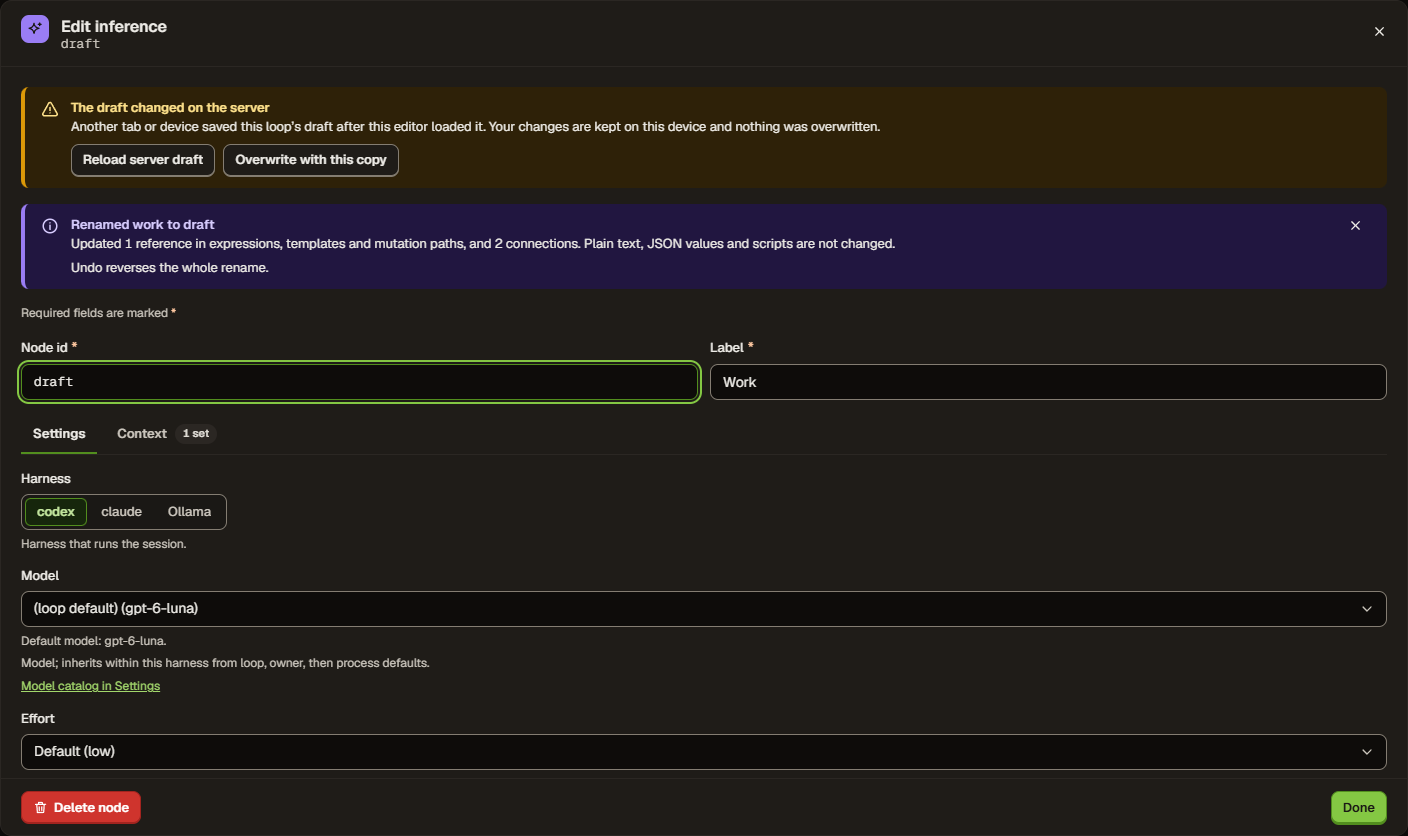 Edit inference
draft
The draft changed on the server
Another tab or device saved this loop's draft after this editor loaded it. Your changes are kept on this device and nothing was overwritten.
Reload server draft Overwrite with this copy
Renamed work to draft
Updated 1 reference in expressions, templates and mutation paths, and 2 connections. Plain text, JSON values and scripts are not changed.
Undo reverses the whole rename.
Required fields are marked *
Node id * Label *
draft Work
Settings Context 1 set
Harness
codex claude Ollama
Harness that runs the session.
Model
(loop default) (gpt-6-luna)
Default model: gpt-6-luna.
Model; inherits within this harness from loop, owner, then process defaults.
Model catalog in Settings
Effort
Default (low)
Delete node Done